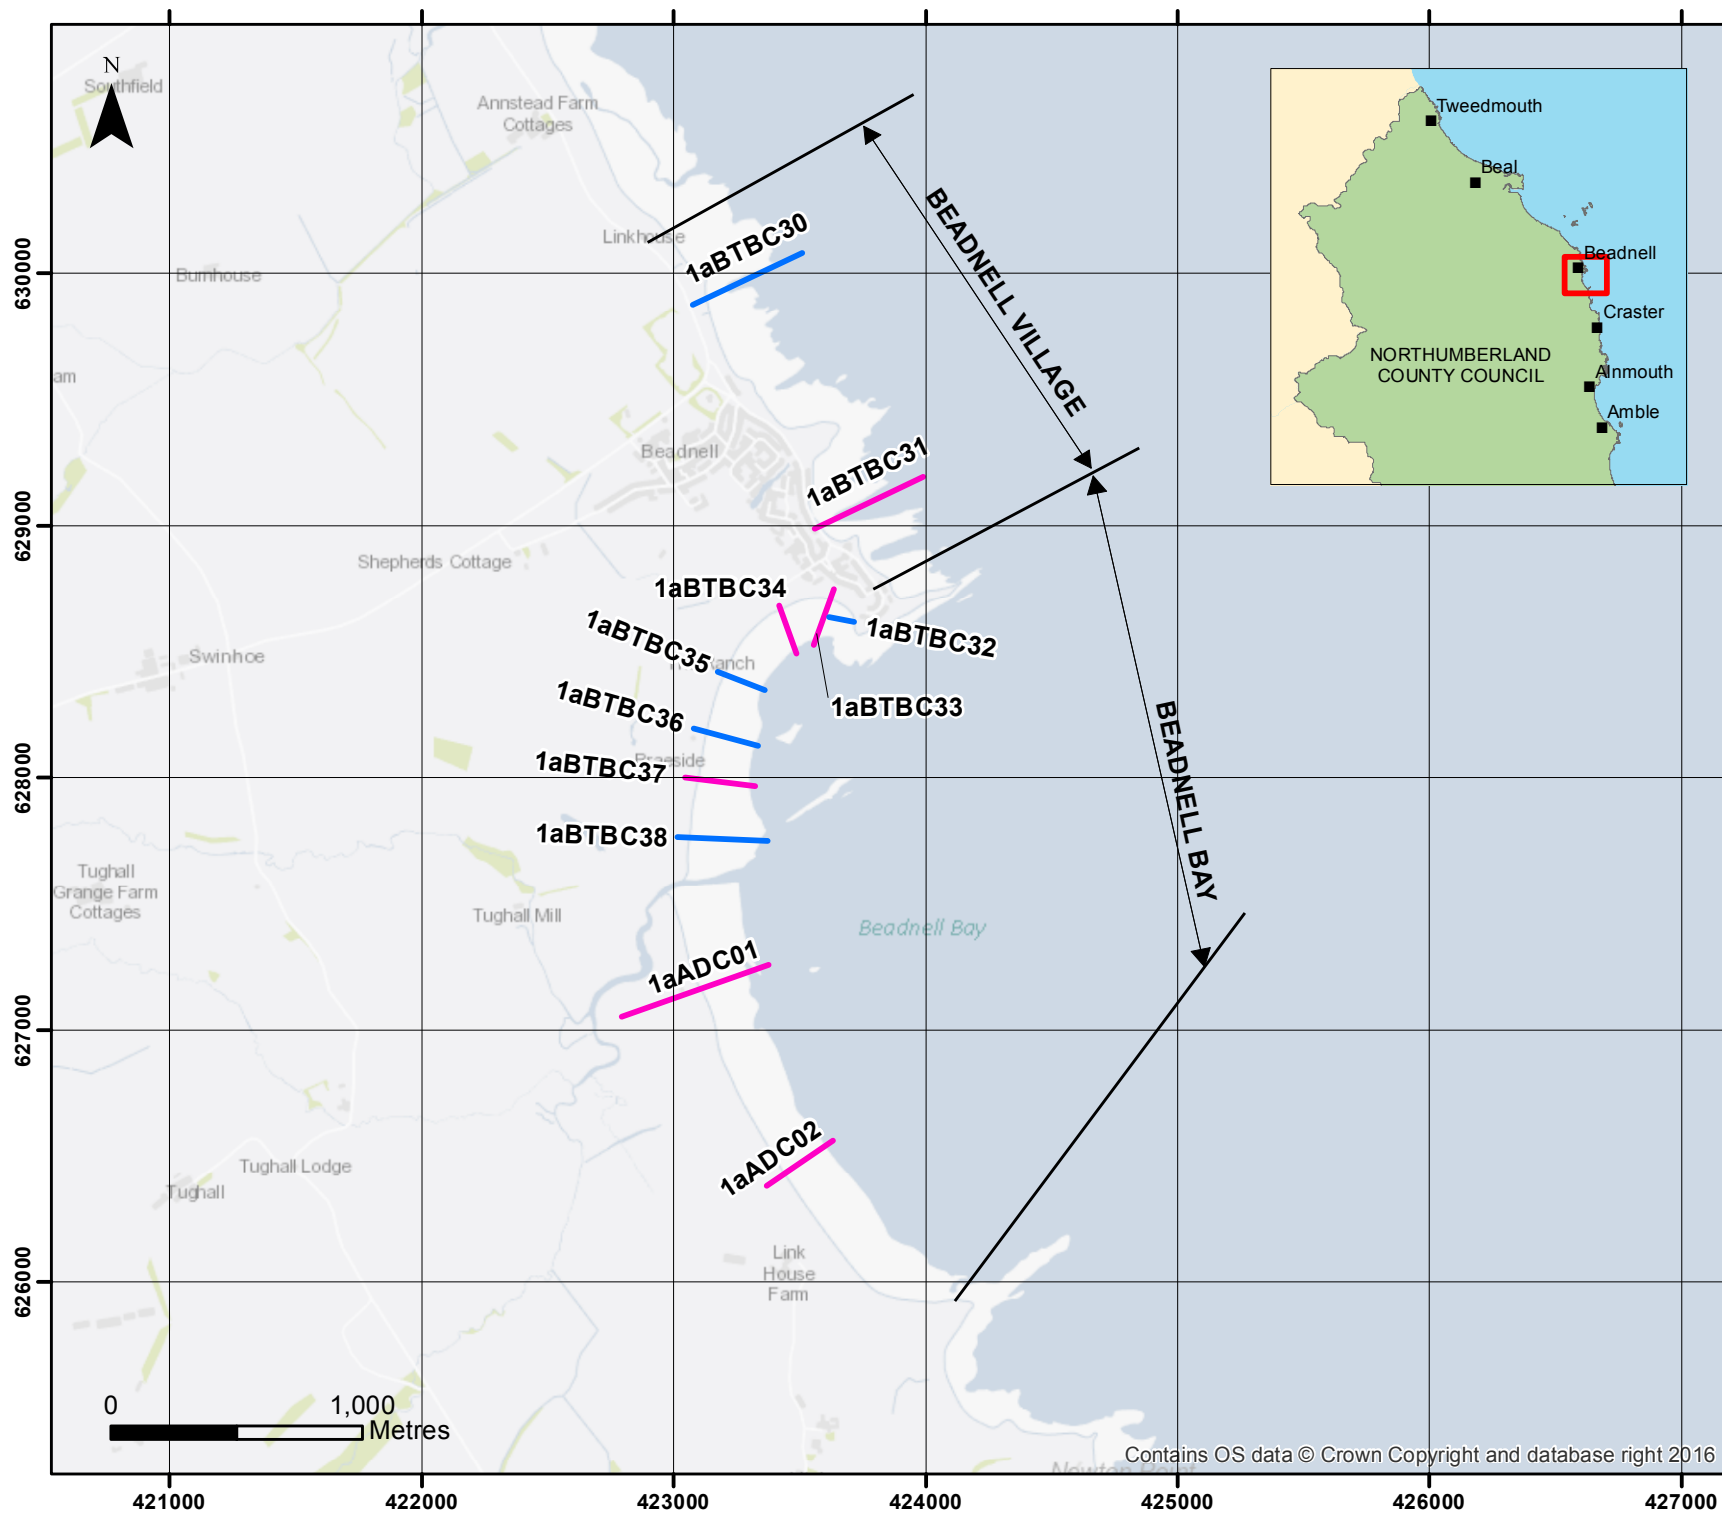 N
Southfield
Annstead Farm
Cottages
Linkhouse
Burnhouse
am
Beadnell
Shepherds Cottage
Swinhoe
Tughall
Grange Farm
Cottages
Tughall Mill
Tughall Lodge
Tughall
Link
House
Farm
Beadnell Bay
Newton Point
1aBTBC30
1aBTBC31
1aBTBC32
1aBTBC33
1aBTBC34
1aBTBC35
1aBTBC36
1aBTBC37
1aBTBC38
1aADC01
1aADC02
BEADNELL VILLAGE
BEADNELL BAY
Tweedmouth
Beal
Beadnell
Craster
NORTHUMBERLAND
COUNTY COUNCIL
Alnmouth
Amble
630000
629000
628000
627000
626000
0 1,000
Metres
Contains OS data © Crown Copyright and database right 2016
421000 422000 423000 424000 425000 426000 427000